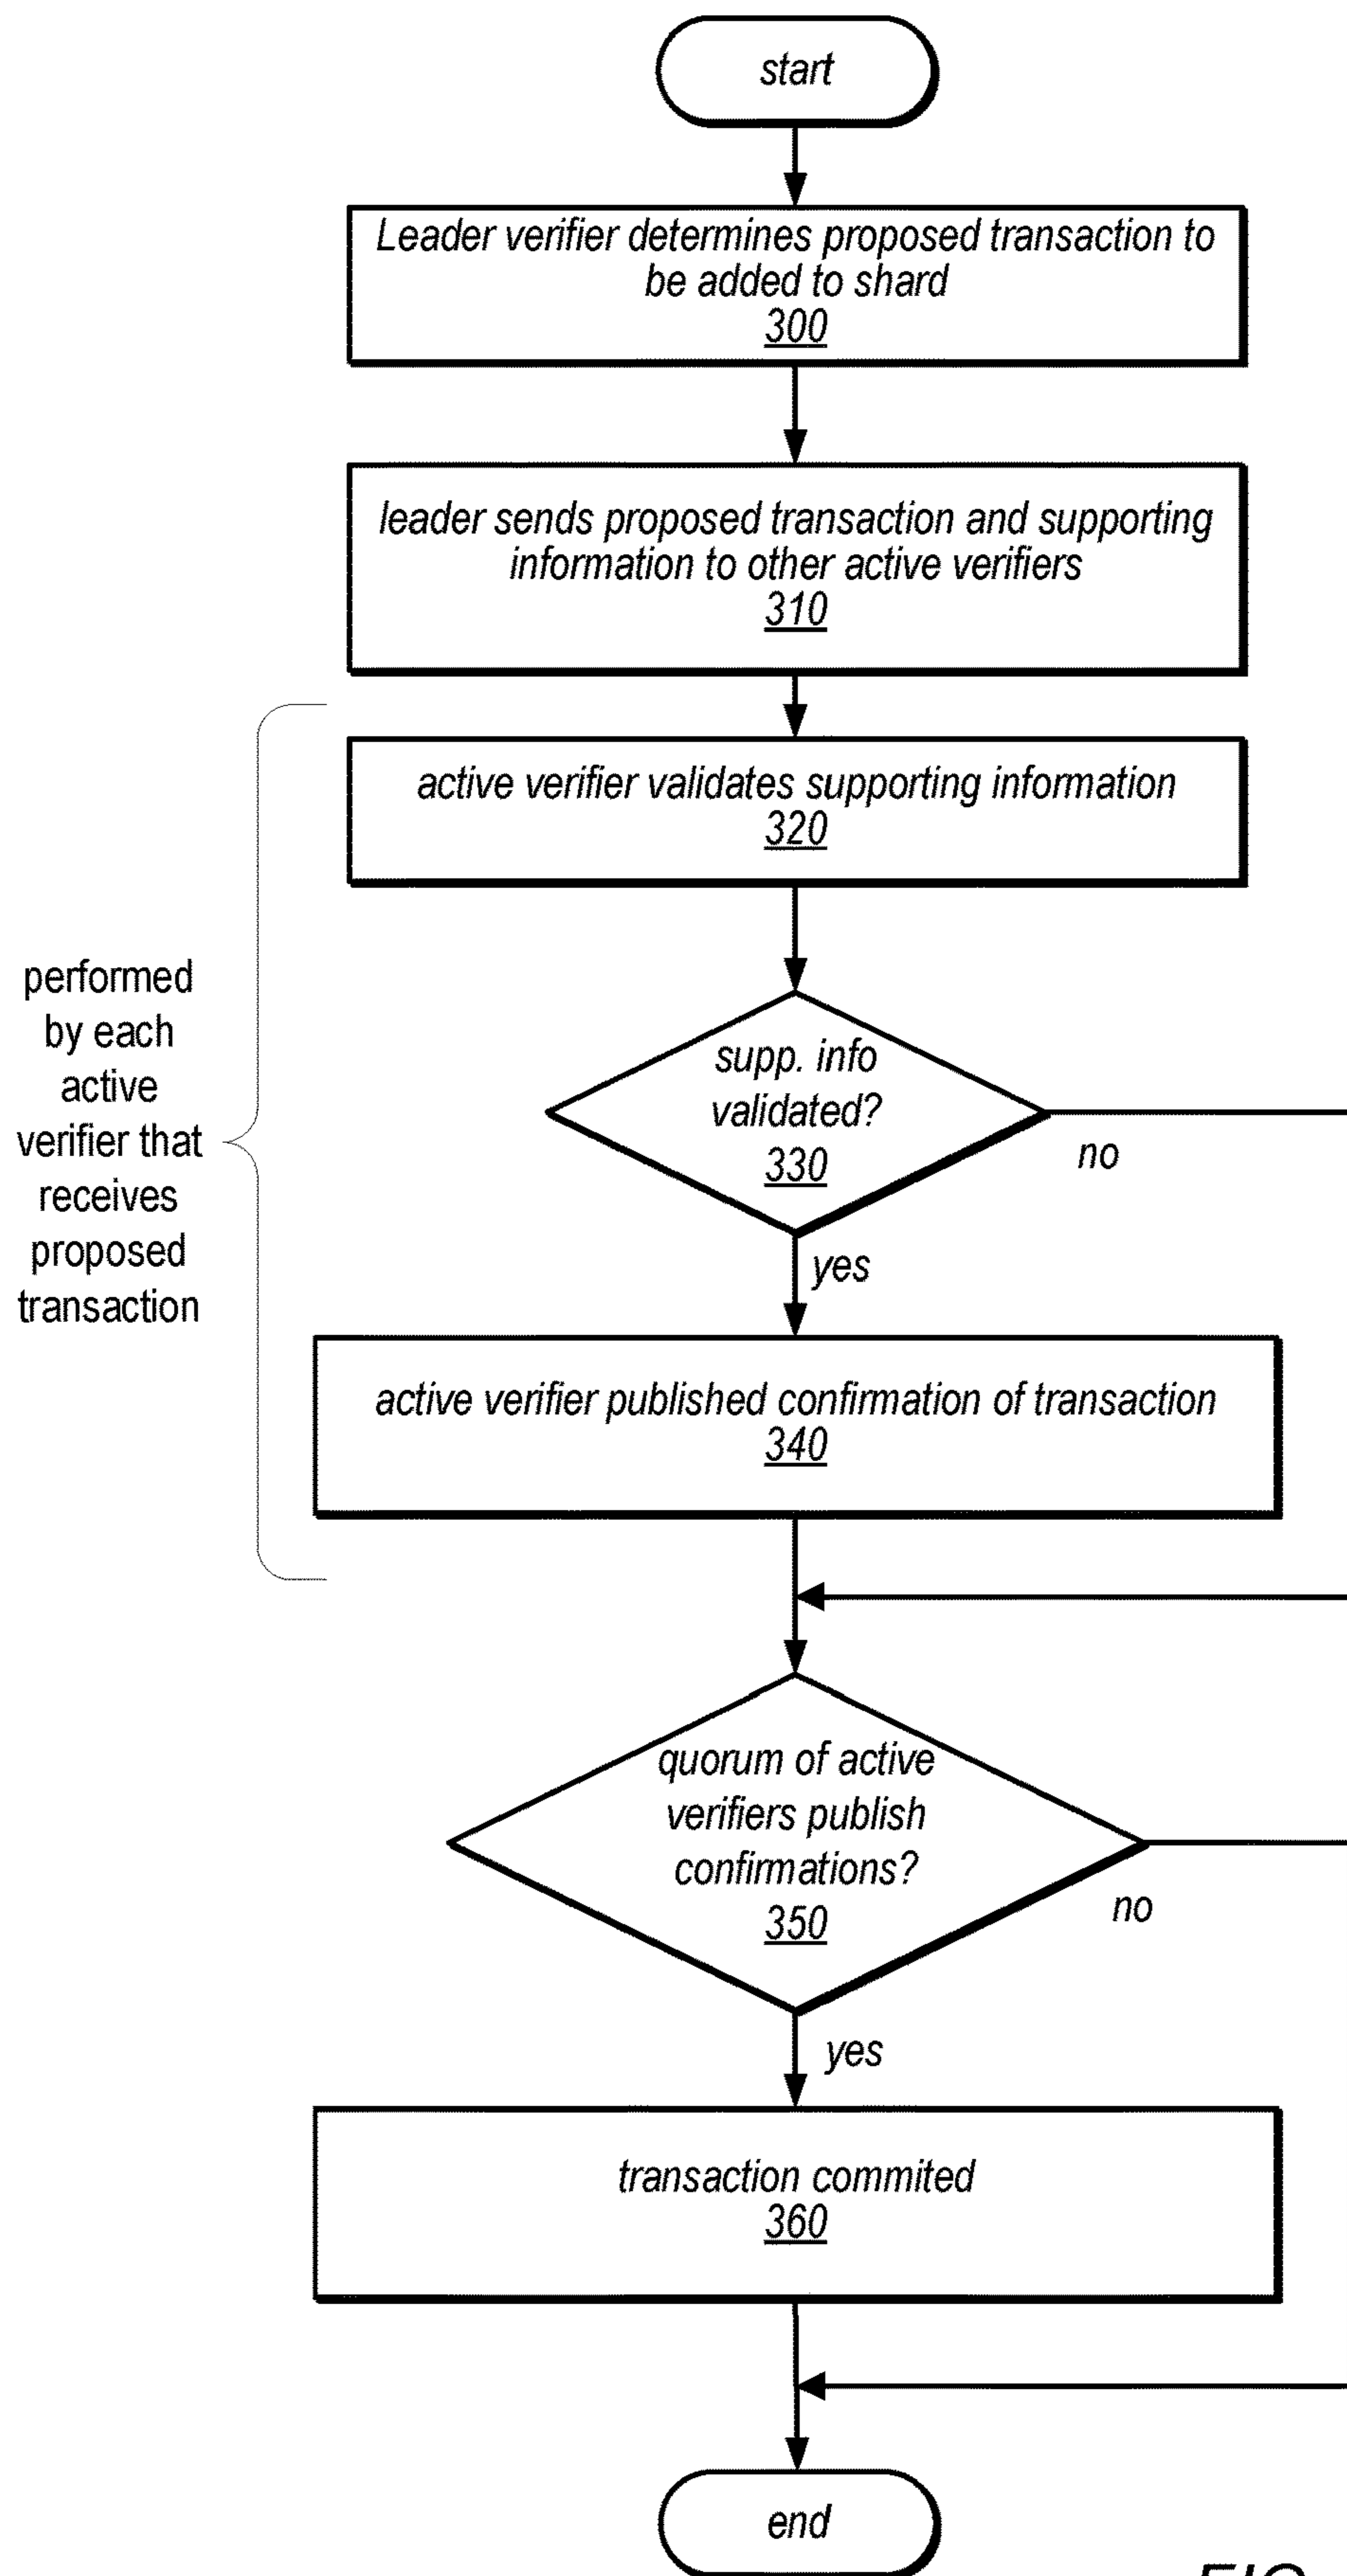 start
Leader verifier determines proposed transaction to
be added to shard
300
leader sends proposed transaction and supporting
information to other active verifiers
310
active verifier validates supporting information
320
performed
by each
active
verifier that
receives
proposed
transaction
supp. info
validated?
330
no
yes
active verifier published confirmation of transaction
340
quorum of active
verifiers publish
confirmations?
350
no
yes
transaction commited
360
end